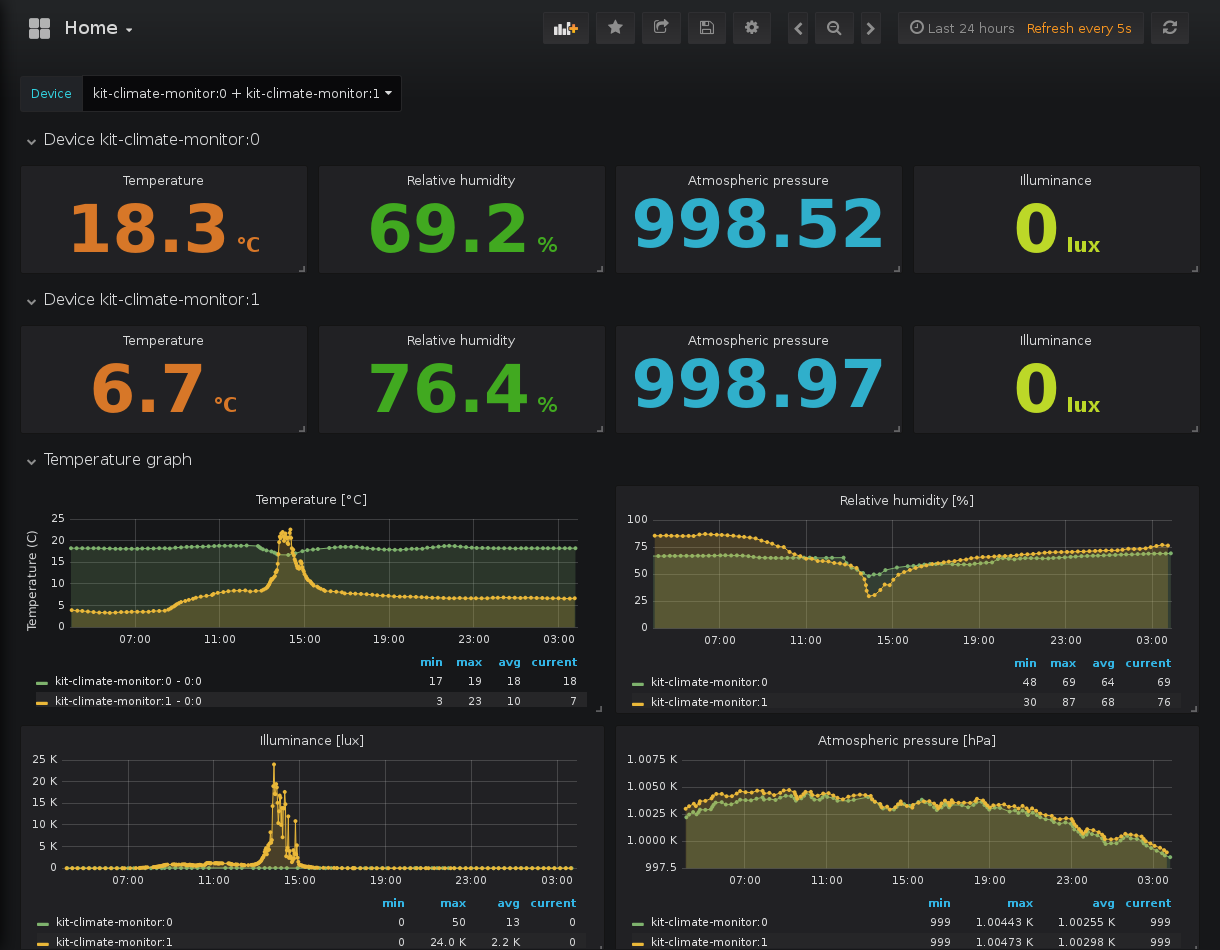 Home
Last 24 hours Refresh every 5s
Device kit-climate-monitor:0 + kit-climate-monitor:1
Device kit-climate-monitor:0
Temperature Relative humidity Atmospheric pressure Illuminance
18.3 °C 69.2 % 998.52 0 lux
Device kit-climate-monitor:1
Temperature Relative humidity Atmospheric pressure Illuminance
6.7 °C 76.4 % 998.97 0 lux
Temperature graph
Temperature [°C]
Temperature (C)
25
20
15
10
5
0
07:00 11:00 15:00 19:00 23:00 03:00
min max avg current
kit-climate-monitor:0 - 0:0 17 19 18 18
kit-climate-monitor:1 - 0:0 3 23 10 7
Relative humidity [%]
100
75
50
25
0
07:00 11:00 15:00 19:00 23:00 03:00
min max avg current
kit-climate-monitor:0 48 69 64 69
kit-climate-monitor:1 30 87 68 76
Illuminance [lux]
25 K
20 K
15 K
10 K
5 K
0
07:00 11:00 15:00 19:00 23:00 03:00
min max avg current
kit-climate-monitor:0 0 50 13 0
kit-climate-monitor:1 0 24.0 K 2.2 K 0
Atmospheric pressure [hPa]
1.0075 K
1.0050 K
1.0025 K
1.0000 K
997.5
07:00 11:00 15:00 19:00 23:00 03:00
min max avg current
kit-climate-monitor:0 999 1.00443 K 1.00255 K 999
kit-climate-monitor:1 999 1.00473 K 1.00298 K 999